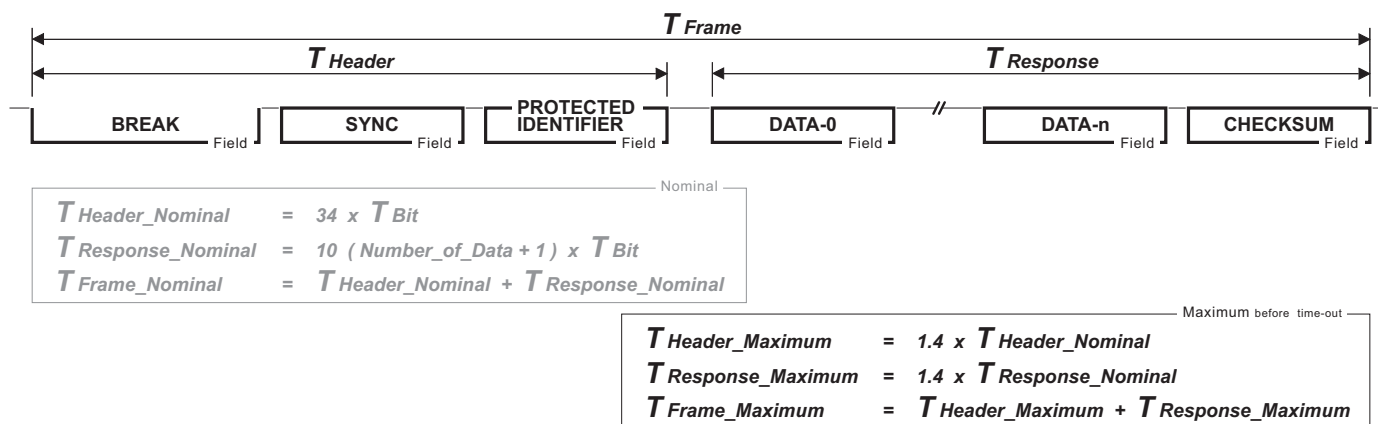 T Frame
T Header
T Response
BREAK
Field
SYNC
Field
PROTECTED
IDENTIFIER
Field
DATA-0
Field
//
DATA-n
Field
CHECKSUM
Field
Nominal
T Header_Nominal = 34 x T Bit
T Response_Nominal = 10 ( Number_of_Data + 1 ) x T Bit
T Frame_Nominal = T Header_Nominal + T Response_Nominal
Maximum before time-out
T Header_Maximum = 1.4 x T Header_Nominal
T Response_Maximum = 1.4 x T Response_Nominal
T Frame_Maximum = T Header_Maximum + T Response_Maximum